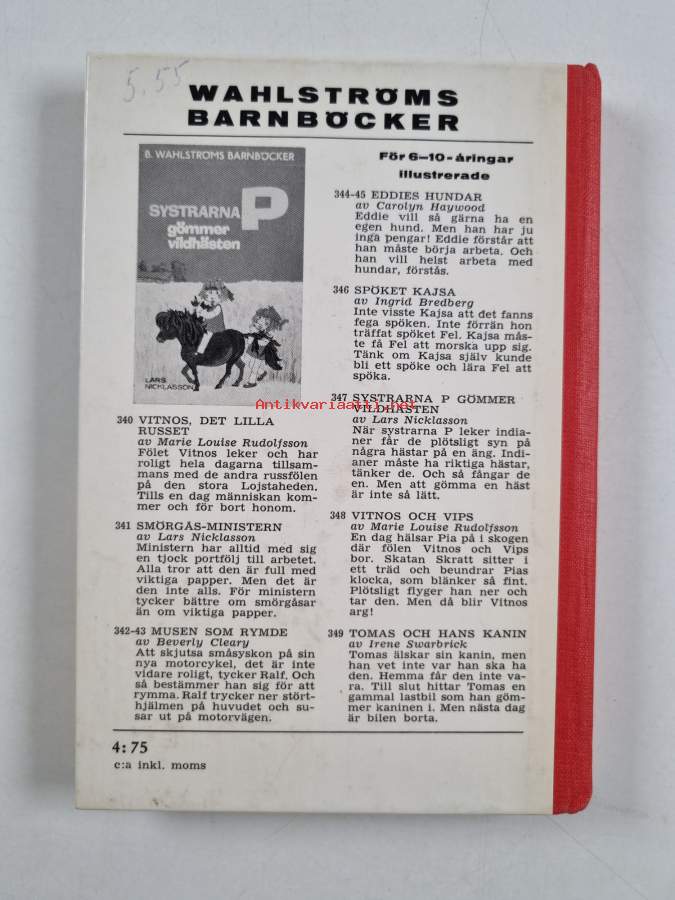 5.55
WAHLSTRÖMS
BARNBÖCKER
B. WAHLSTRÖMS BARNBÖCKER
SYSTRARNA P
gömmer
vildhästen
LARS
NICKLASSON
340 VITNOS, DET LILLA
RUSSET
av Marie Louise Rudolfsson
Fölet Vitnos leker och har
roligt hela dagarna tillsam-
mans med de andra russfölen
på den stora Lojstaheden.
Tills en dag människan kom-
mer och för bort honom.
341 SMÖRGÅS-MINISTERN
av Lars Nicklasson
Ministern har alltid med sig
en tjock portfölj till arbetet.
Alla tror att den är full med
viktiga papper. Men det är
den inte alls. För ministern
tycker bättre om smörgåsar
än om viktiga papper.
342-43 MUSEN SOM RYMDE
av Beverly Cleary
Att skjutsa småsyskon på sin
nya motorcykel, det är inte
vidare roligt, tycker Ralf. Och
så bestämmer han sig för att
rymma. Ralf trycker ner stört-
hjälmen på huvudet och su-
sar ut på motorvägen.
För 6–10-åringar
illustrerade
344-45 EDDIES HUNDAR
av Carolyn Haywood
Eddie vill så gärna ha en
egen hund. Men han har ju
inga pengar! Eddie förstår att
han måste börja arbeta. Och
han vill helst arbeta med
hundar, förstås.
346 SPÖKET KAJSA
av Ingrid Bredberg
Inte visste Kajsa att det fanns
fega spöken. Inte förrän hon
träffat spöket Fel. Kajsa mås-
te få Fel att morska upp sig.
Tänk om Kajsa själv kunde
bli ett spöke och lära Fel att
spöka.
347 SYSTRARNA P GÖMMER
VILDHÄSTEN
av Lars Nicklasson
När systrarna P leker india-
ner får de plötsligt syn på
några hästar på en äng. Indi-
aner måste ha riktiga hästar,
tänker de. Och så fångar de
en. Men att gömma en häst
är inte så lätt.
348 VITNOS OCH VIPS
av Marie Louise Rudolfsson
En dag hälsar Pia på i skogen
där fölen Vitnos och Vips
bor. Skatan Skratt sitter i
ett träd och beundrar Pias
klocka, som blänker så fint.
Plötsligt flyger han ner och
tar den. Men då blir Vitnos
arg!
349 TOMAS OCH HANS KANIN
av Irene Swarbrick
Tomas älskar sin kanin, men
han vet inte var han ska ha
den. Hemma får den inte va-
ra. Till slut hittar Tomas en
gammal lastbil som han göm-
mer kaninen i. Men nästa dag
är bilen borta.
4:75
c:a inkl. moms
Antikvariaatti.net